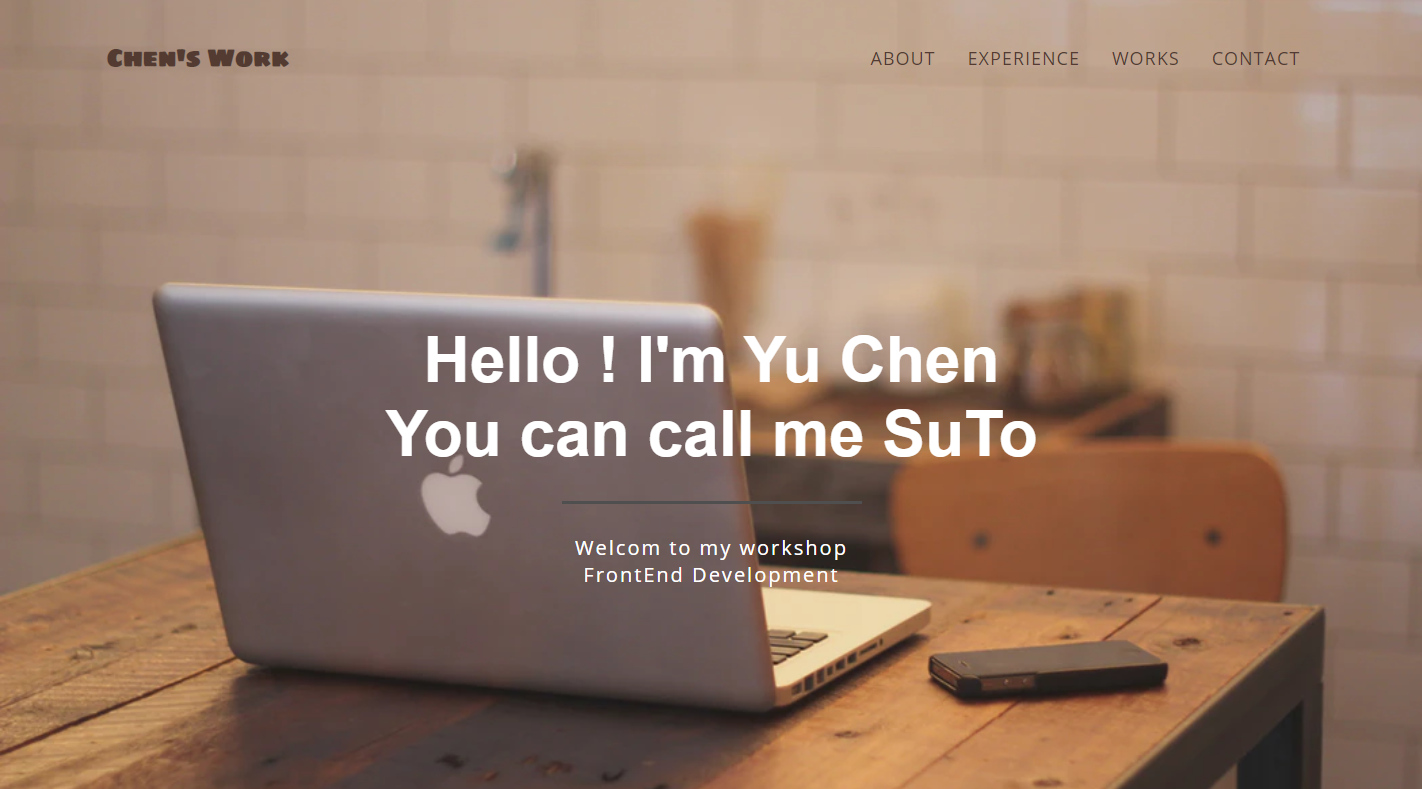 Chen's Work
ABOUT EXPERIENCE WORKS CONTACT
Hello ! I'm Yu Chen
You can call me SuTo
Welcom to my workshop
FrontEnd Development